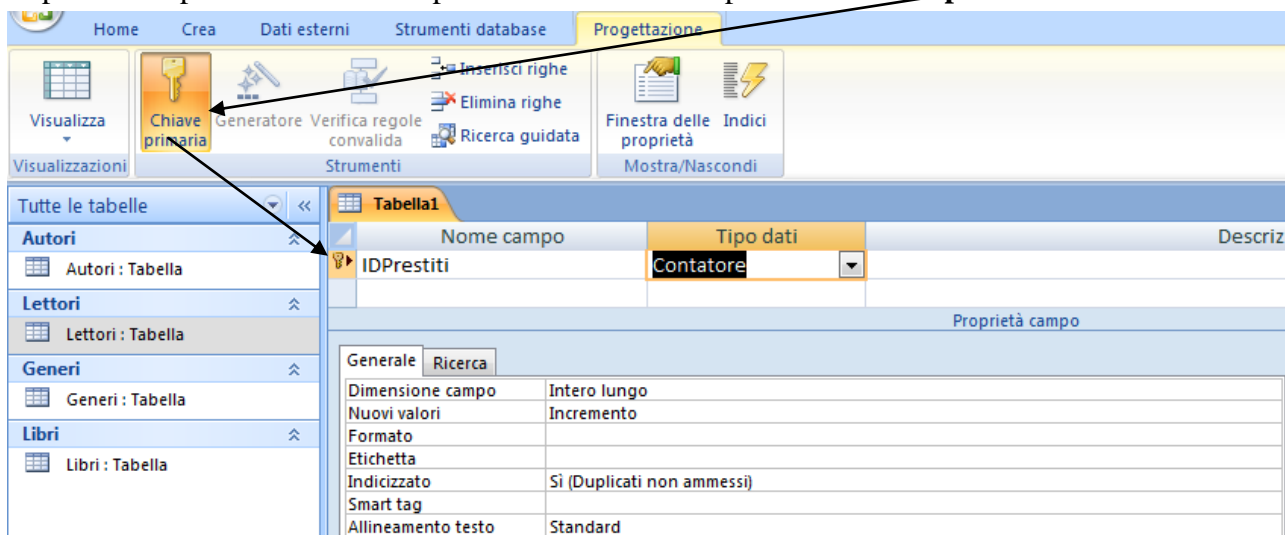 Home Crea Dati esterni Strumenti database Progettazione
Visualizza
Chiave primaria
Generatore
Verifica regole convalida
Inserisci righe
Elimina righe
Ricerca guidata
Finestra delle proprietà
Indici
Visualizzazioni Strumenti Mostra/Nascondi
Tutte le tabelle
Autori
Autori : Tabella
Lettori
Lettori : Tabella
Generi
Generi : Tabella
Libri
Libri : Tabella
Tabella1
Nome campo Tipo dati Descriz
IDPrestiti Contatore
Proprietà campo
Generale Ricerca
Dimensione campo Intero lungo
Nuovi valori Incremento
Formato
Etichetta
Indicizzato Sì (Duplicati non ammessi)
Smart tag
Allineamento testo Standard